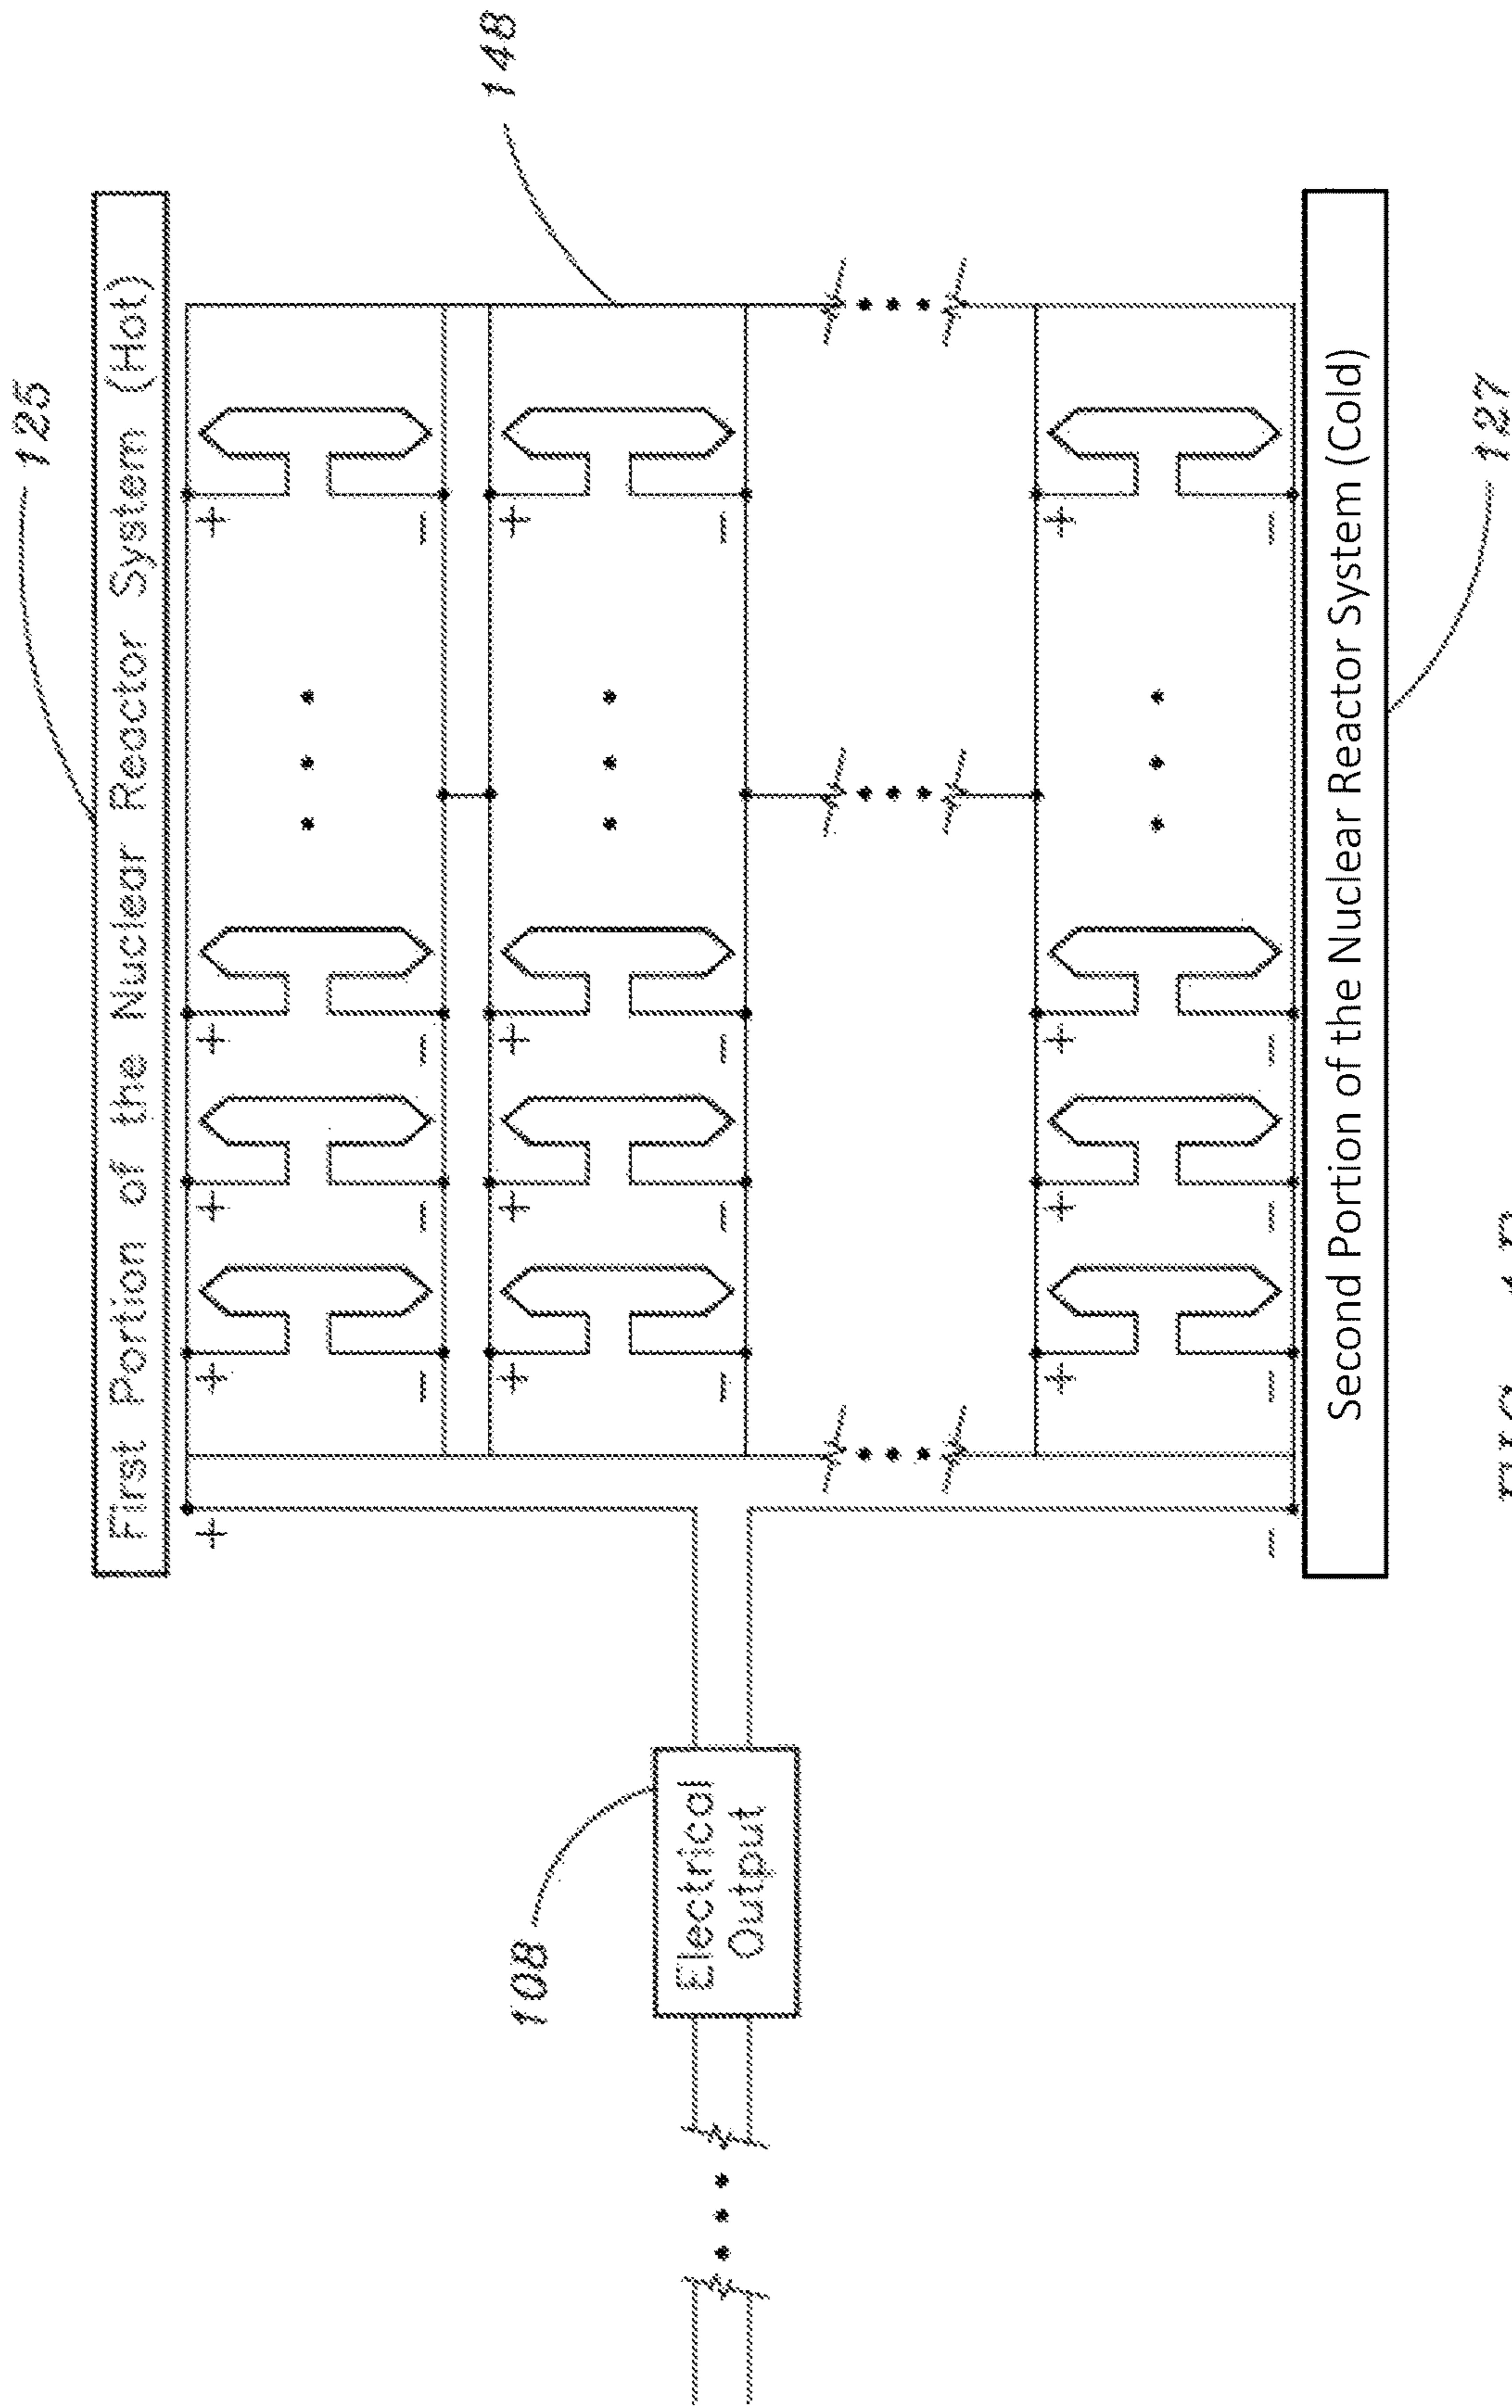 125
First Portion of the Nuclear Reactor System (Hot)
148
+ + + + +
− − − −
+ + + +
− − − −
108
Electrical
Output
+ + + +
− − − − −
Second Portion of the Nuclear Reactor System (Cold)
127